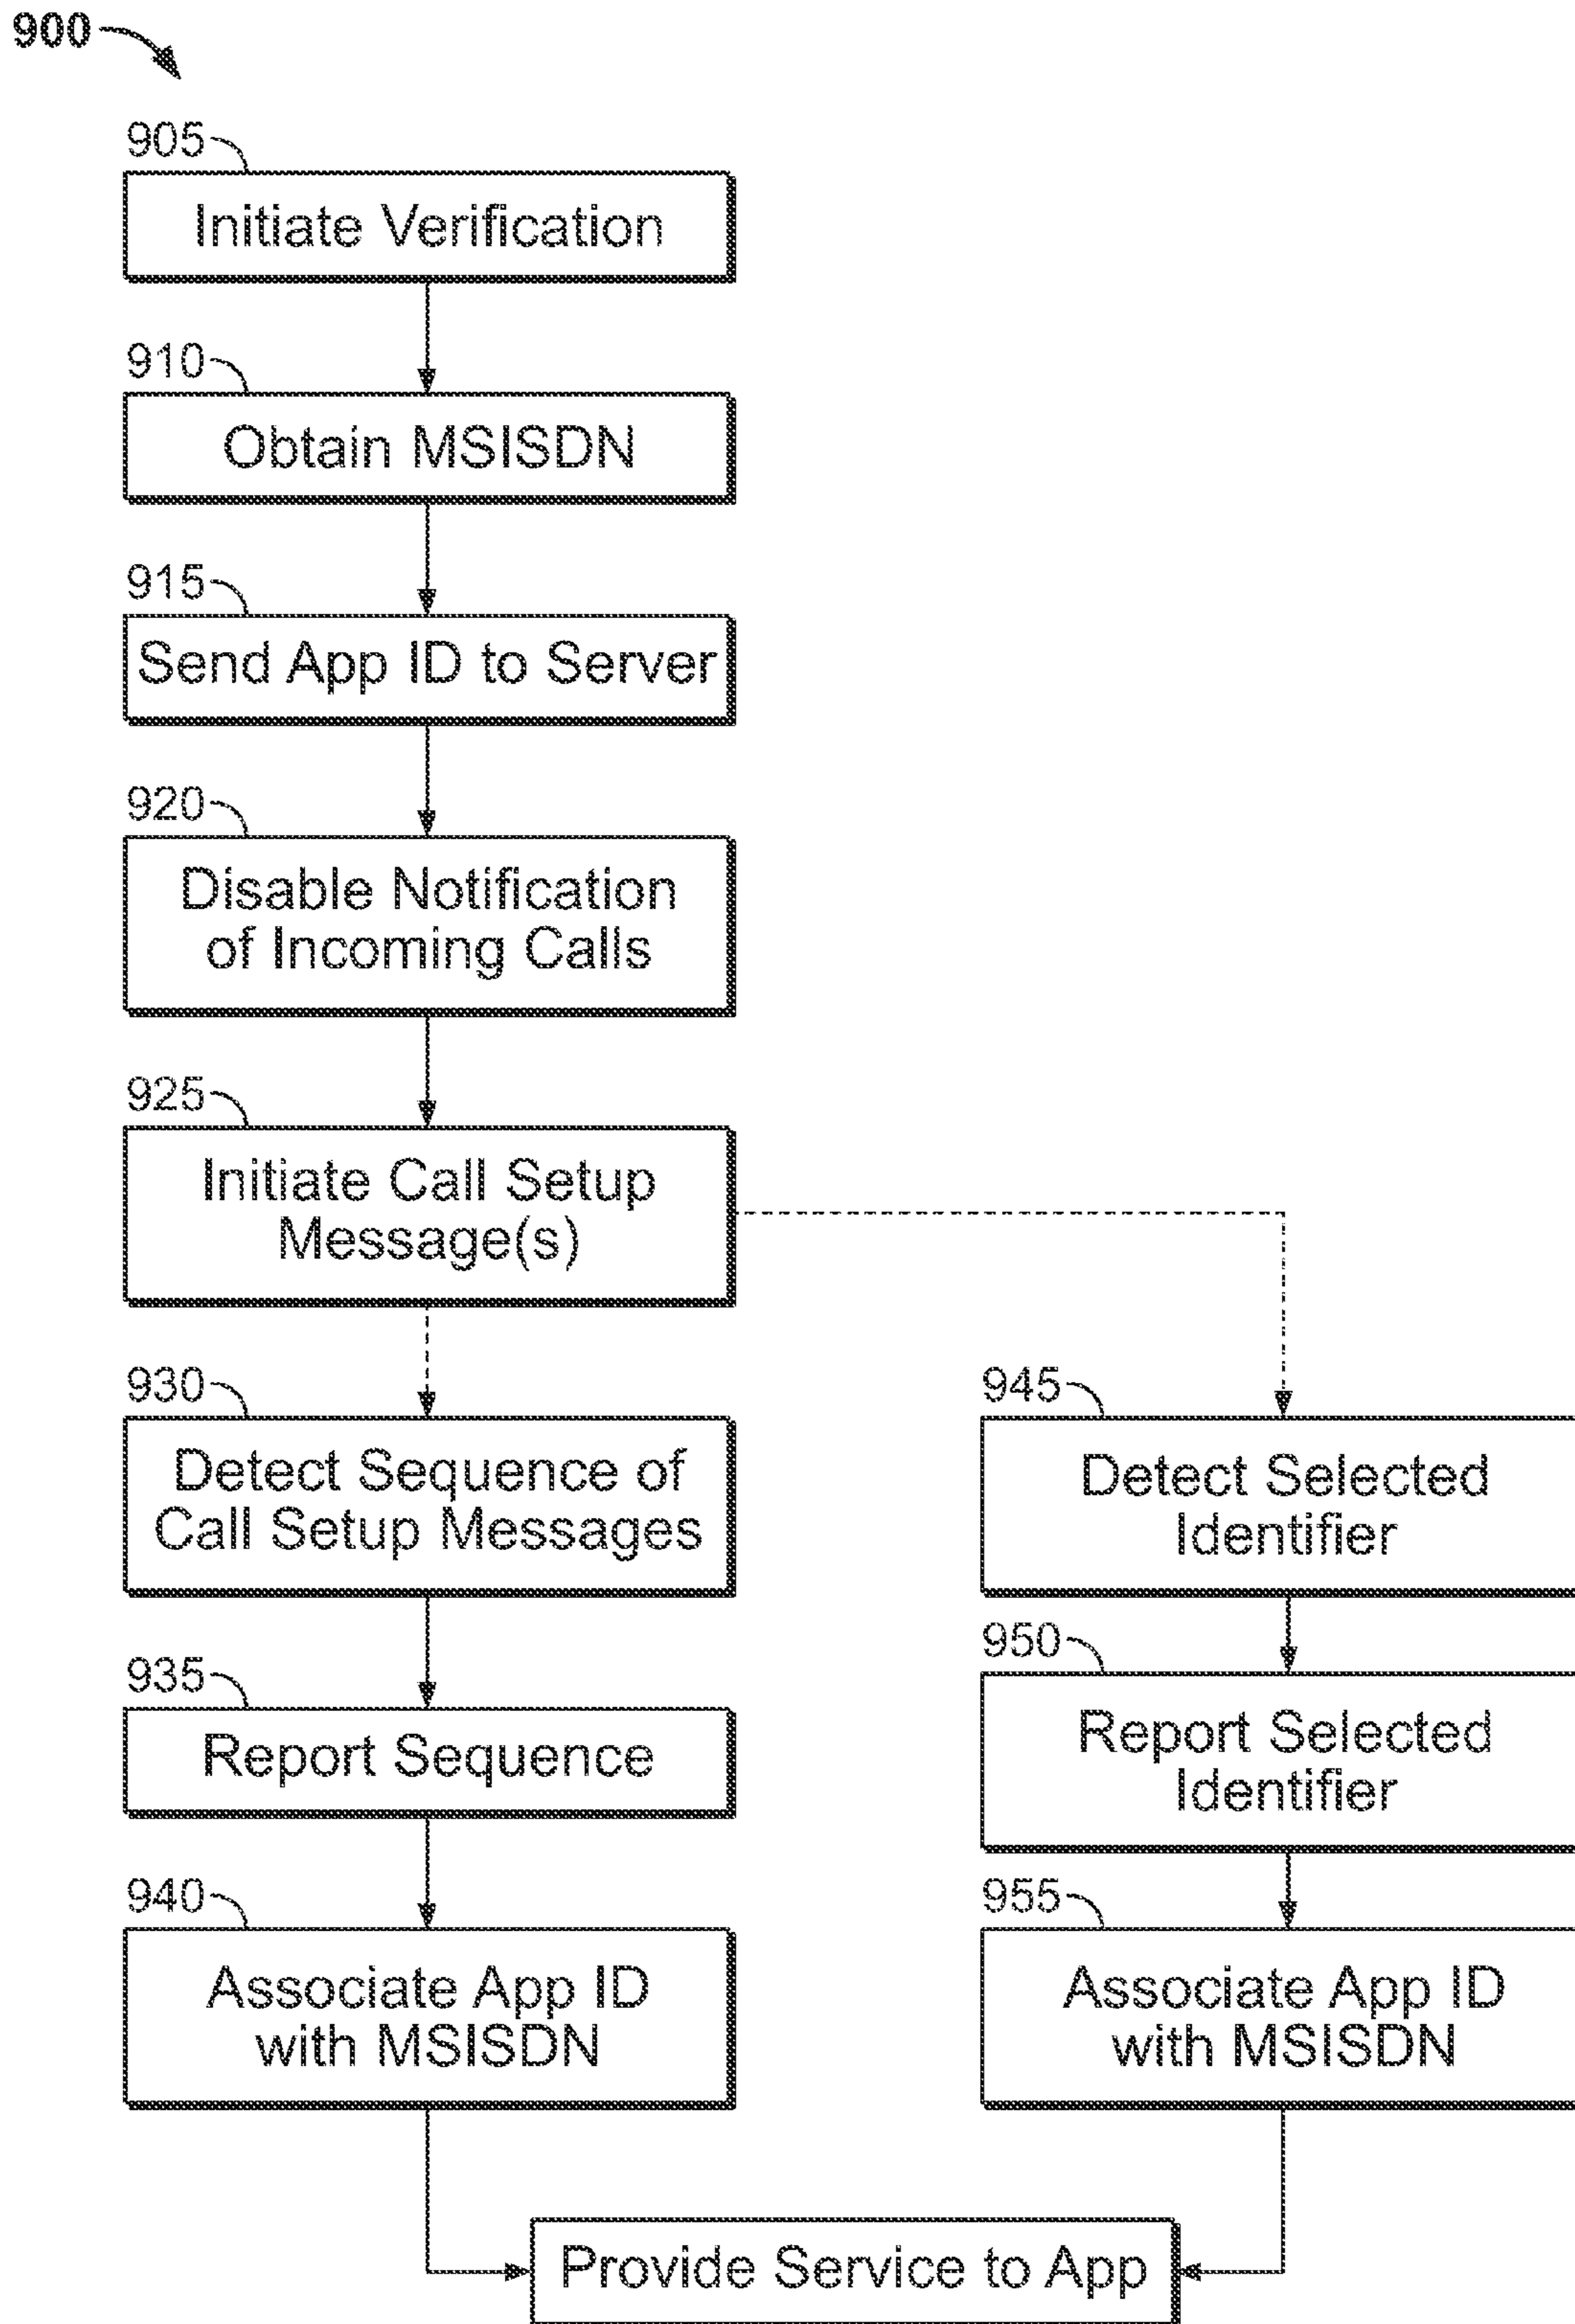 900
905
Initiate Verification
910
Obtain MSISDN
915
Send App ID to Server
920
Disable Notification
of Incoming Calls
925
Initiate Call Setup
Message(s)
930
Detect Sequence of
Call Setup Messages
935
Report Sequence
940
Associate App ID
with MSISDN
945
Detect Selected
Identifier
950
Report Selected
Identifier
955
Associate App ID
with MSISDN
Provide Service to App